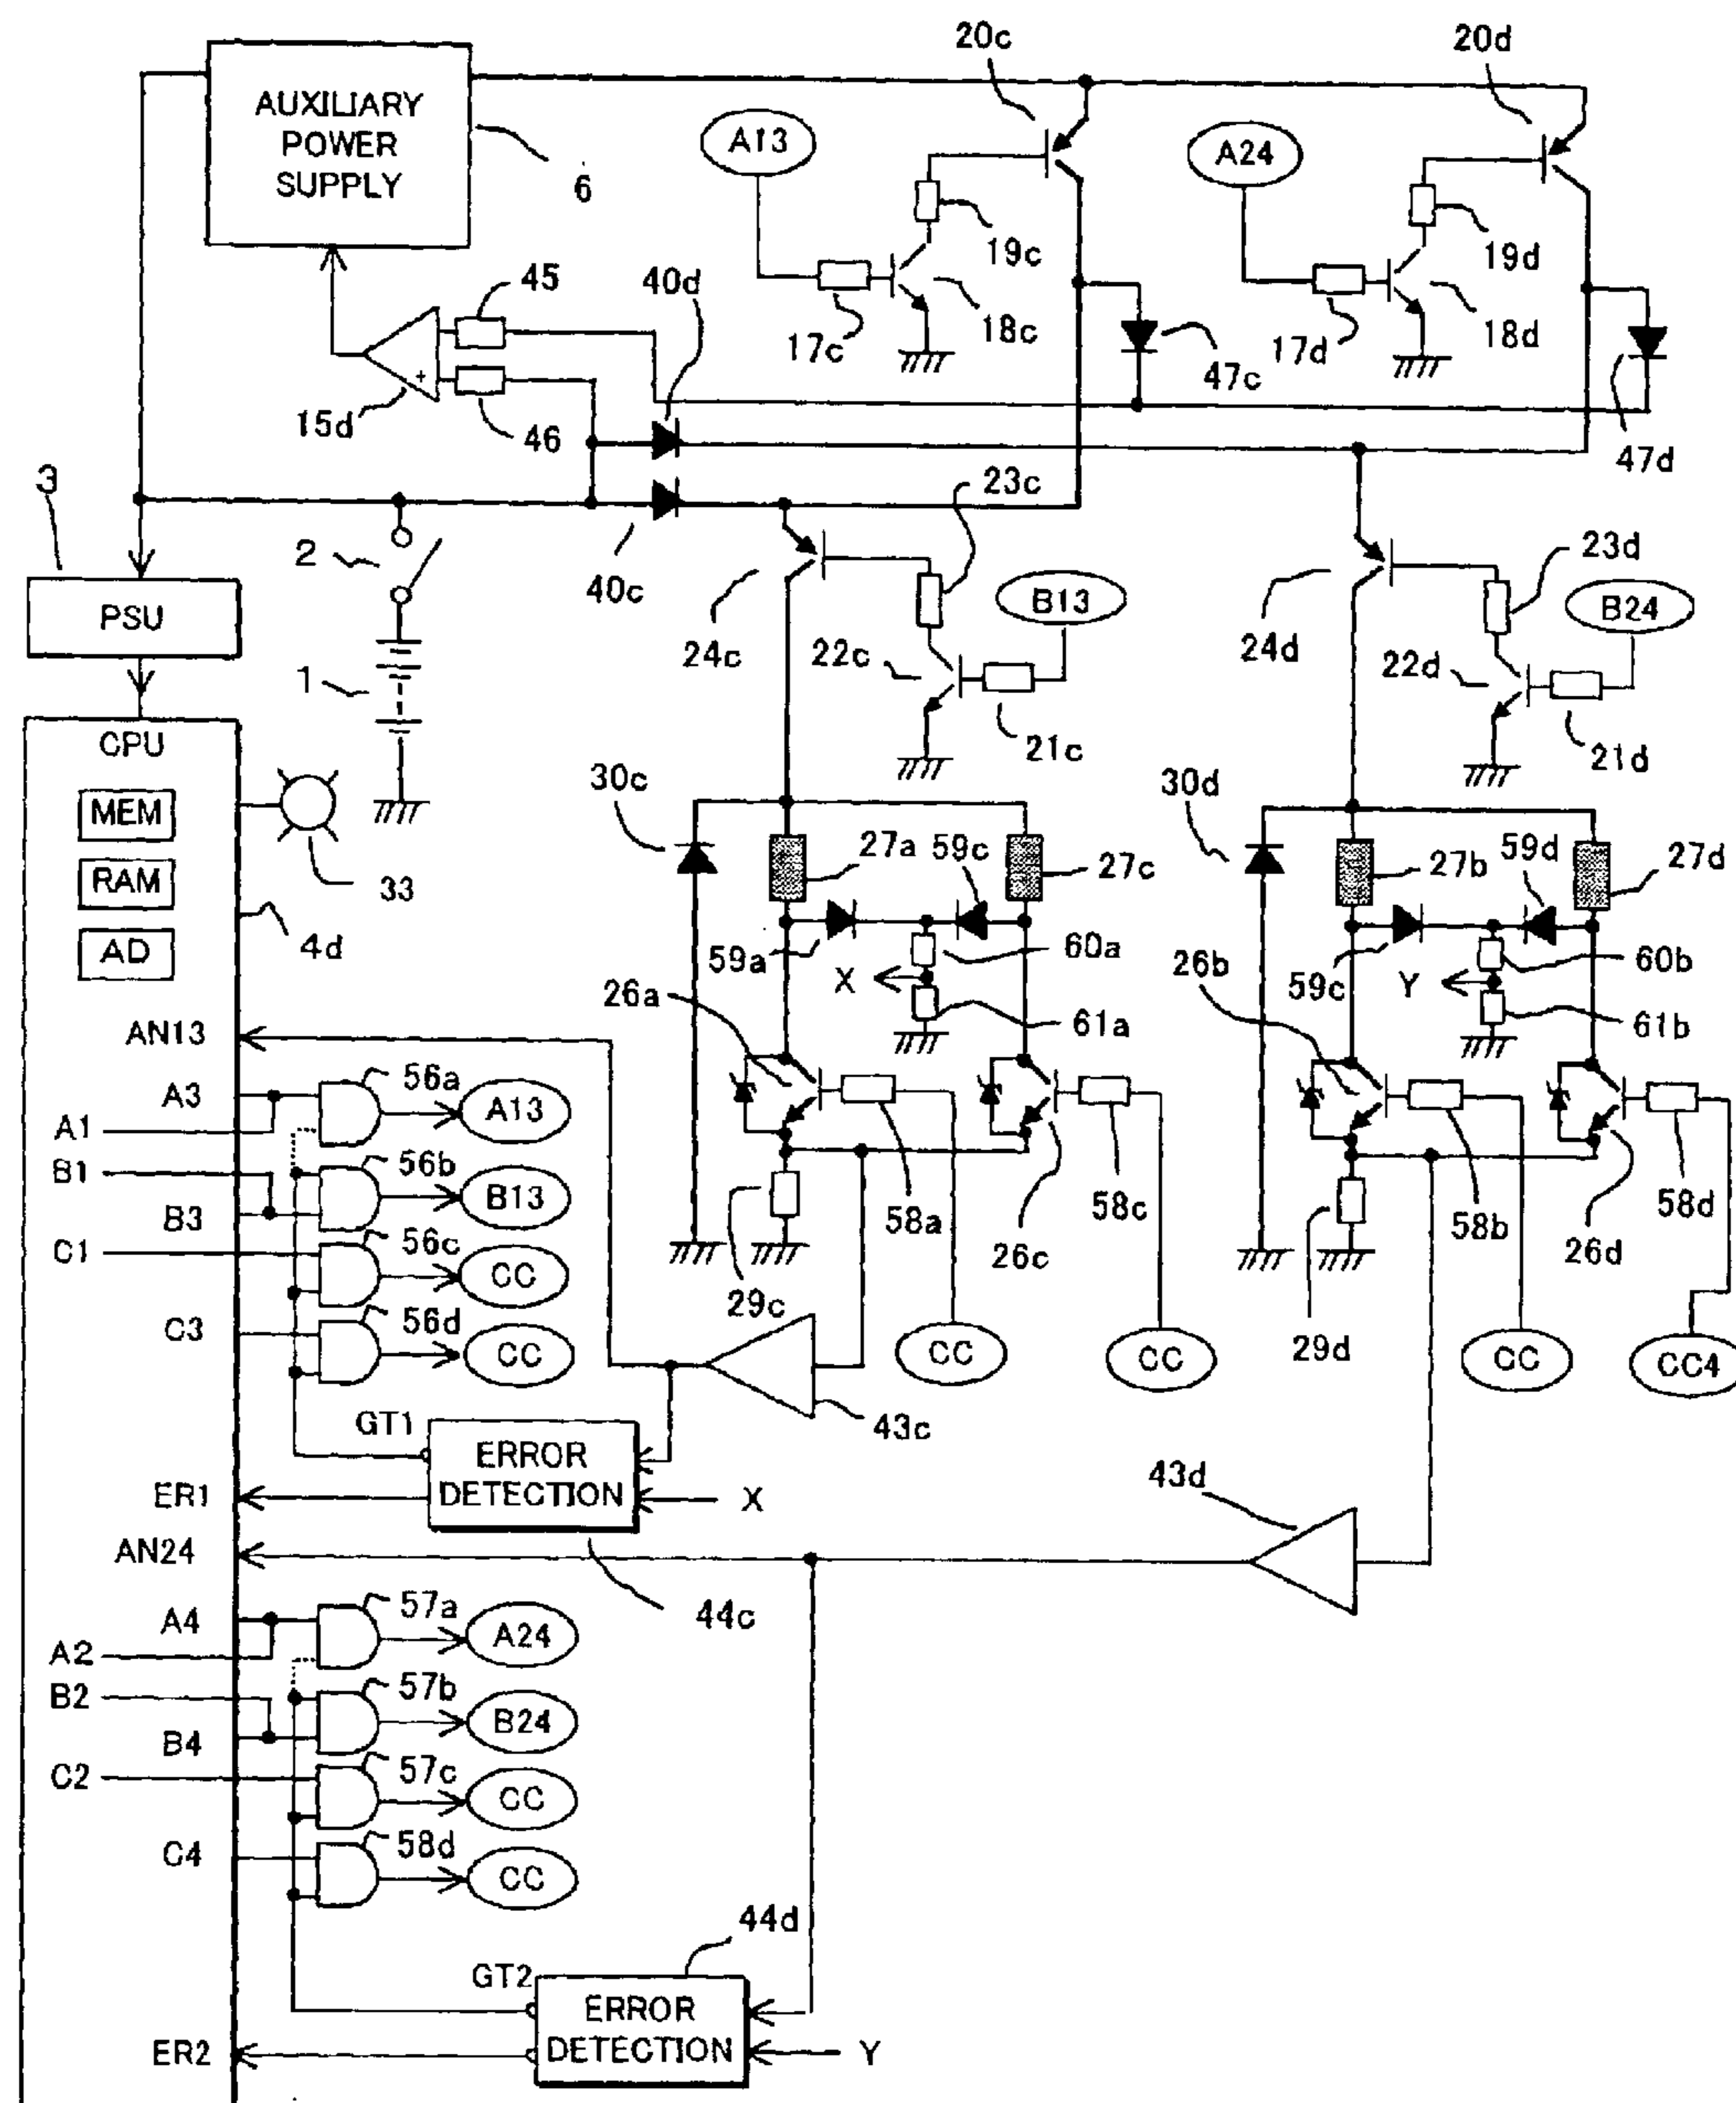 20c
20d
AUXILIARY
POWER
SUPPLY
6
A13
A24
19c
19d
45
40d
17c
18c
17d
18d
47c
15d
46
47d
3
23c
2
40c
23d
PSU
B13
B24
24c
22c
24d
22d
1
21c
21d
CPU
30c
30d
MEM
27a
59c
27c
27b
59d
27d
RAM
33
AD
4d
59a
60a
60b
X
26a
26b
Y
59c
61a
61b
AN13
A3
56a
A13
A1
B1
56b
B13
B3
58a
58c
58b
58d
C1
56c
CC
26c
26d
29c
29d
C3
56d
CC
CC
CC
CC
CC4
43c
GT1
ERROR
DETECTION
43d
ER1
X
AN24
44c
A4
57a
A24
A2
B2
57b
B24
B4
C2
57c
CC
C4
58d
CC
44d
GT2
ERROR
DETECTION
ER2
Y